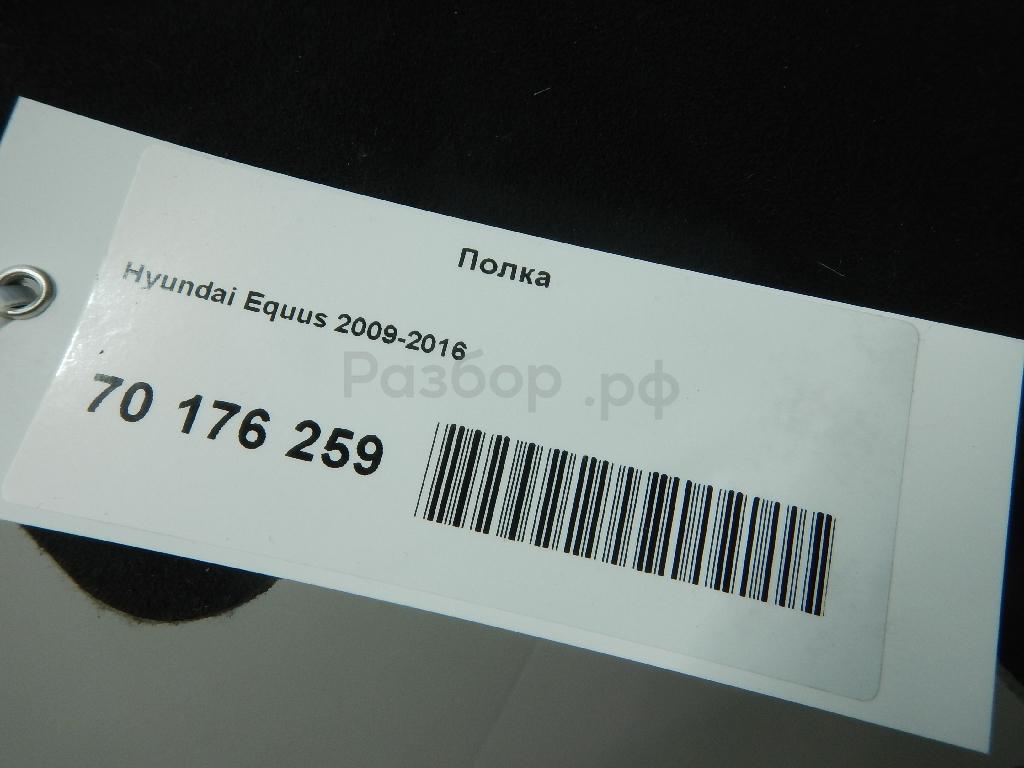 Полка
Hyundai Equus 2009-2016
Разбор.рф
70 176 259